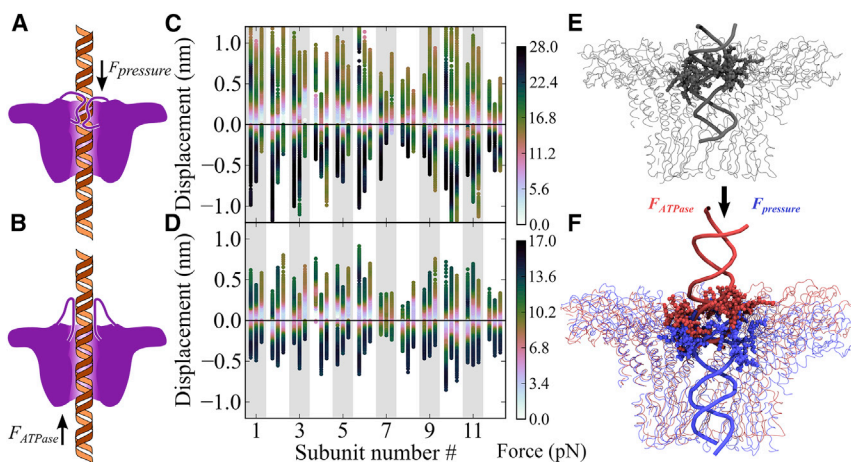 A
F_pressure
B
F_ATPase
C
Displacement (nm)
1.0
0.5
0.0
−0.5
−1.0
28.0
22.4
16.8
11.2
5.6
0.0
D
Displacement (nm)
1.0
0.5
0.0
−0.5
−1.0
17.0
13.6
10.2
6.8
3.4
0.0
1 3 5 7 9 11
Subunit number #
Force (pN)
E
F_ATPase F_pressure
F